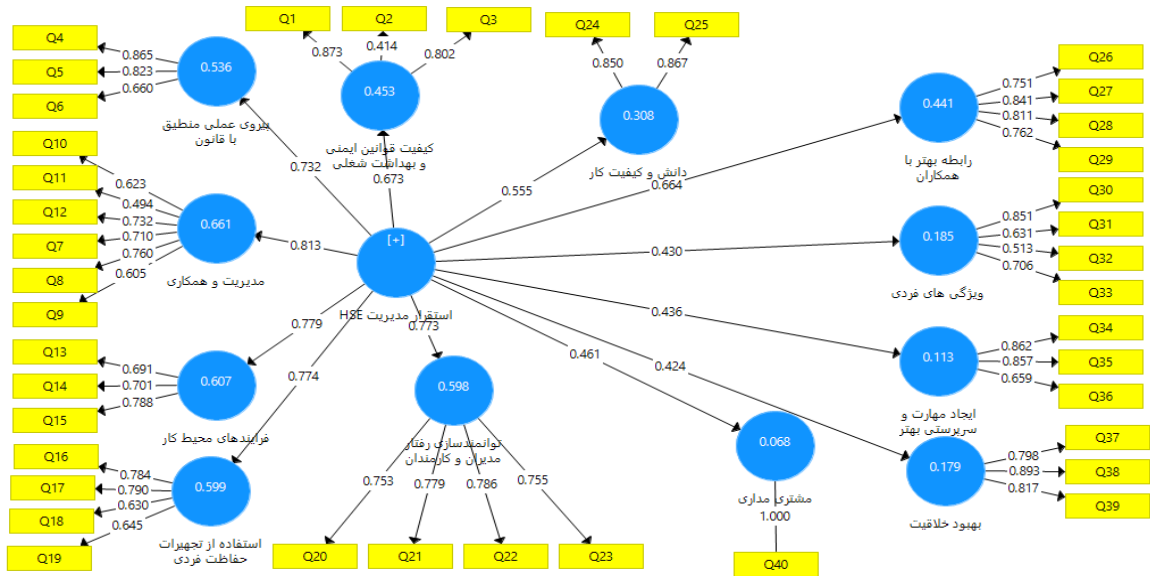 Q1
Q2
Q3
0.873
0.414
0.802
0.453
کیفیت قوانین ایمنی
و بهداشت شغلی
0.673
Q4
Q5
Q6
0.865
0.823
0.660
0.536
پیروی عملی منطبق
با قانون
0.732
Q10
Q11
Q12
Q7
Q8
Q9
0.623
0.494
0.732
0.710
0.760
0.605
0.661
مدیریت و همکاری
0.813
Q13
Q14
Q15
0.691
0.701
0.788
0.607
فرایندهای محیط کار
0.779
Q16
Q17
Q18
Q19
0.784
0.790
0.630
0.645
0.599
استفاده از تجهیرات
حفاظت فردی
0.774
[+]
استقرار مدیریت HSE
0.773
0.598
توانمندسازی رفتار
مدیران و کارمندان
0.753
0.779
0.786
0.755
Q20
Q21
Q22
Q23
Q24
Q25
0.850
0.867
0.308
دانش و کیفیت کار
0.555
Q26
Q27
Q28
Q29
0.751
0.841
0.811
0.762
0.441
رابطه بهتر با
همکاران
0.664
Q30
Q31
Q32
Q33
0.851
0.631
0.513
0.706
0.185
ویژگی های فردی
0.430
Q34
Q35
Q36
0.862
0.857
0.659
0.113
ایجاد مهارت و
سرپرستی بهتر
0.436
Q37
Q38
Q39
0.798
0.893
0.817
0.179
بهبود خلاقیت
0.424
0.461
0.068
مشتری مداری
1.000
Q40